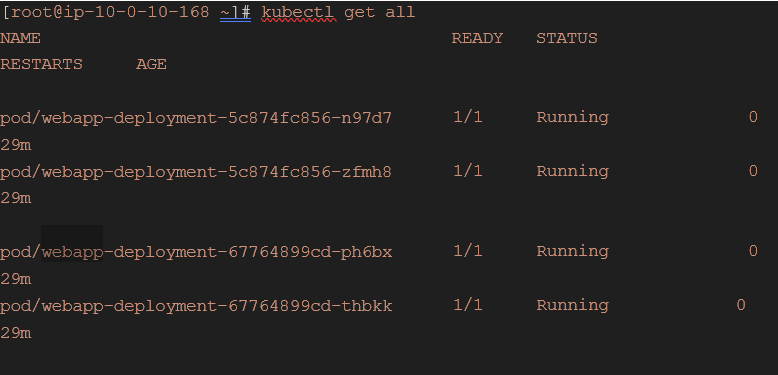 [root@ip-10-0-10-168 ~]# kubectl get all
NAME READY STATUS
RESTARTS AGE
pod/webapp-deployment-5c874fc856-n97d7 1/1 Running 0
29m
pod/webapp-deployment-5c874fc856-zfmh8 1/1 Running 0
29m
pod/webapp-deployment-67764899cd-ph6bx 1/1 Running 0
29m
pod/webapp-deployment-67764899cd-thbkk 1/1 Running 0
29m